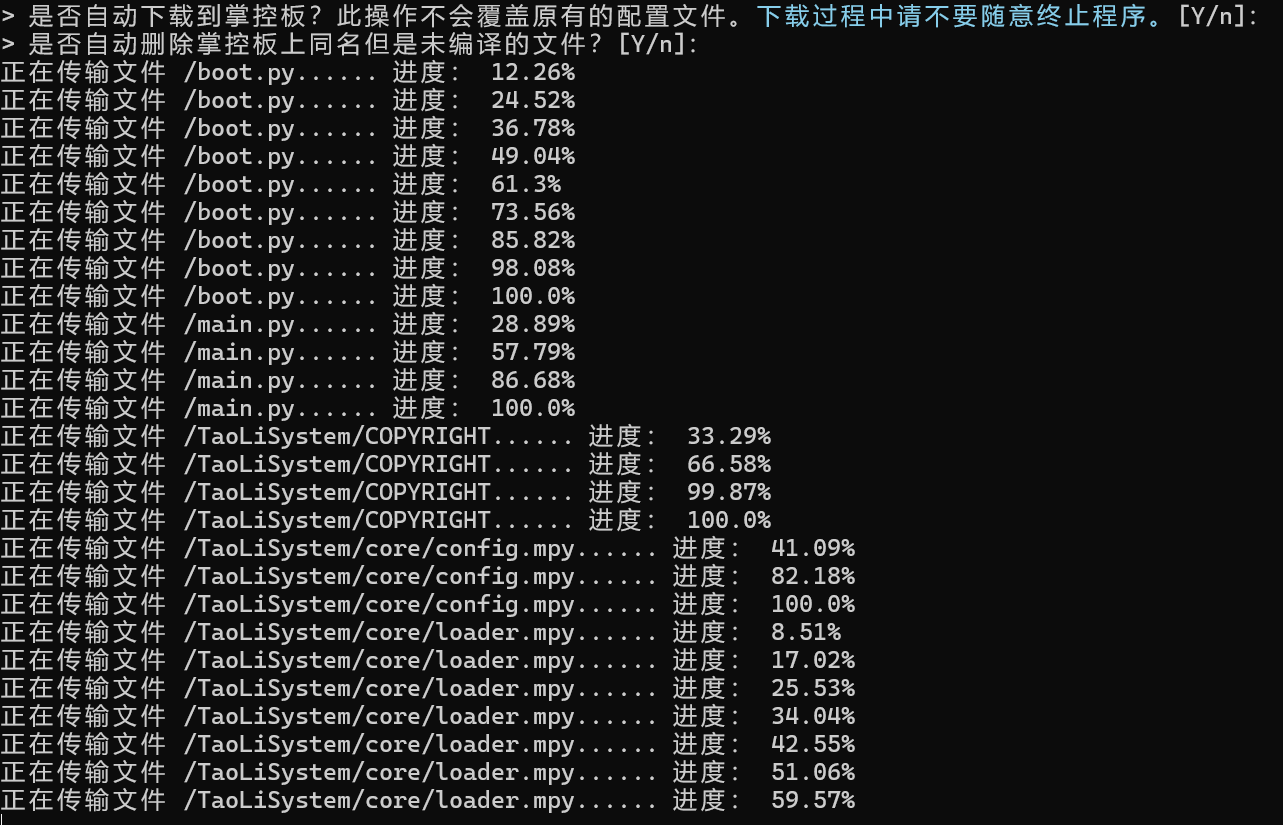 > 是否自动下载到掌控板？此操作不会覆盖原有的配置文件。下载过程中请不要随意终止程序。[Y/n]:
> 是否自动删除掌控板上同名但是未编译的文件？[Y/n]:
正在传输文件 /boot.py...... 进度： 12.26%
正在传输文件 /boot.py...... 进度： 24.52%
正在传输文件 /boot.py...... 进度： 36.78%
正在传输文件 /boot.py...... 进度： 49.04%
正在传输文件 /boot.py...... 进度： 61.3%
正在传输文件 /boot.py...... 进度： 73.56%
正在传输文件 /boot.py...... 进度： 85.82%
正在传输文件 /boot.py...... 进度： 98.08%
正在传输文件 /boot.py...... 进度： 100.0%
正在传输文件 /main.py...... 进度： 28.89%
正在传输文件 /main.py...... 进度： 57.79%
正在传输文件 /main.py...... 进度： 86.68%
正在传输文件 /main.py...... 进度： 100.0%
正在传输文件 /TaoLiSystem/COPYRIGHT...... 进度： 33.29%
正在传输文件 /TaoLiSystem/COPYRIGHT...... 进度： 66.58%
正在传输文件 /TaoLiSystem/COPYRIGHT...... 进度： 99.87%
正在传输文件 /TaoLiSystem/COPYRIGHT...... 进度： 100.0%
正在传输文件 /TaoLiSystem/core/config.mpy...... 进度： 41.09%
正在传输文件 /TaoLiSystem/core/config.mpy...... 进度： 82.18%
正在传输文件 /TaoLiSystem/core/config.mpy...... 进度： 100.0%
正在传输文件 /TaoLiSystem/core/loader.mpy...... 进度： 8.51%
正在传输文件 /TaoLiSystem/core/loader.mpy...... 进度： 17.02%
正在传输文件 /TaoLiSystem/core/loader.mpy...... 进度： 25.53%
正在传输文件 /TaoLiSystem/core/loader.mpy...... 进度： 34.04%
正在传输文件 /TaoLiSystem/core/loader.mpy...... 进度： 42.55%
正在传输文件 /TaoLiSystem/core/loader.mpy...... 进度： 51.06%
正在传输文件 /TaoLiSystem/core/loader.mpy...... 进度： 59.57%